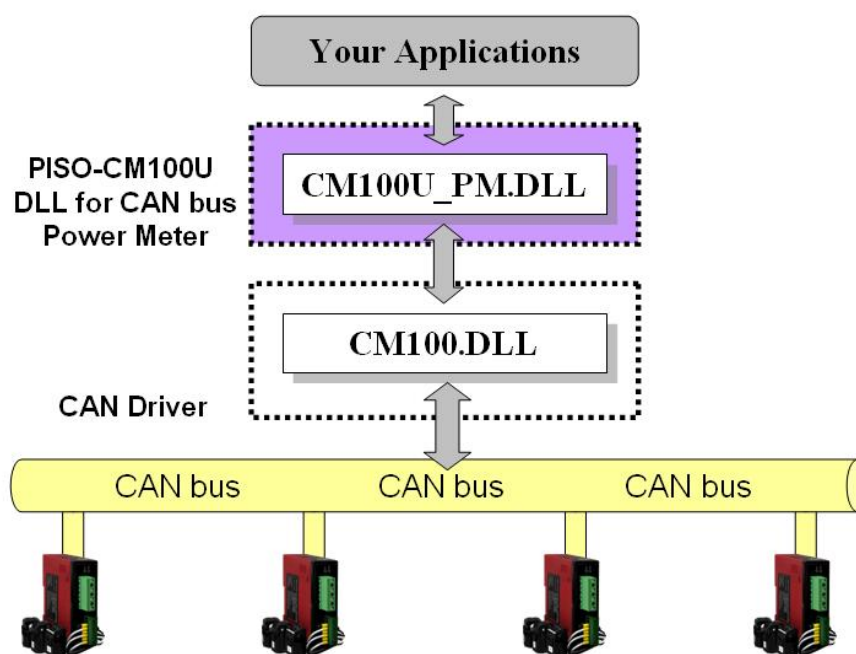 Your Applications
PISO-CM100U
DLL for CAN bus
Power Meter
CM100U_PM.DLL
CM100.DLL
CAN Driver
CAN bus
CAN bus
CAN bus